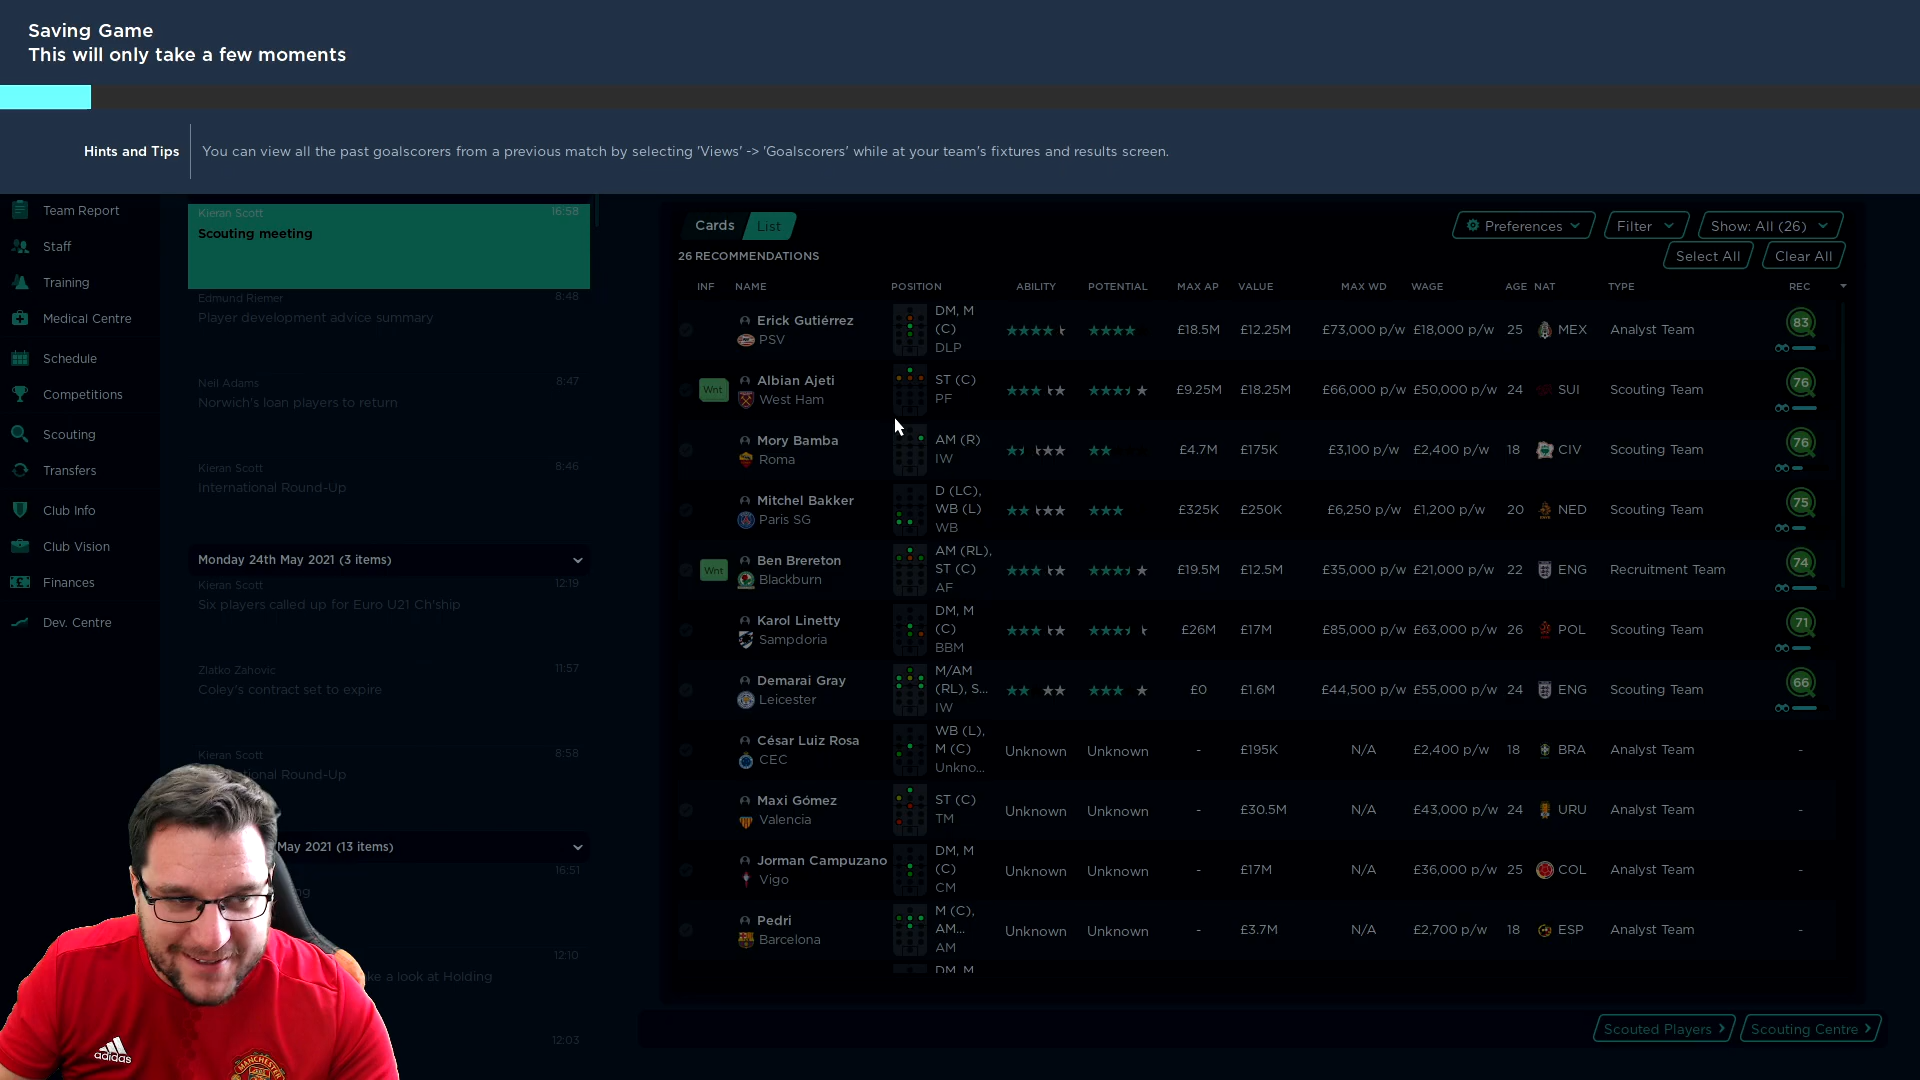 Saving Game
This will only take a few moments
Hints and Tips
You can view all the past goalscorers from a previous match by selecting 'Views' -> 'Goalscorers' while at your team's fixtures and results screen.
Team Report
Staff
Training
Medical Centre
Schedule
Competitions
Scouting
Transfers
Club Info
Club Vision
Finances
Dev. Centre
Kieran Scott 16:58
Scouting meeting
Edmund Riemer 8:48
Player development advice summary
Neil Adams 8:47
Norwich's loan players to return
Kieran Scott 8:46
International Round-Up
Monday 24th May 2021 (3 items)
Kieran Scott 12:19
Six players called up for Euro U21 Ch'ship
Zlatko Zahovic 11:57
Coley's contract set to expire
Kieran Scott 8:58
Round-Up
May 2021 (13 items)
16:51
12:10
a look at Holding
12:03
Cards List
Preferences Filter Show: All (26)
26 RECOMMENDATIONS Select All Clear All
INF NAME POSITION ABILITY POTENTIAL MAX AP VALUE MAX WD WAGE AGE NAT TYPE REC
Erick Gutiérrez
PSV
DM, M
(C)
DLP
£18.5M £12.25M £73,000 p/w £18,000 p/w 25 MEX Analyst Team 83
Wnt
Albian Ajeti
West Ham
ST (C)
PF
£9.25M £18.25M £66,000 p/w £50,000 p/w 24 SUI Scouting Team 76
Mory Bamba
Roma
AM (R)
IW
£4.7M £175K £3,100 p/w £2,400 p/w 18 CIV Scouting Team 76
Mitchel Bakker
Paris SG
D (LC),
WB (L)
WB
£325K £250K £6,250 p/w £1,200 p/w 20 NED Scouting Team 75
Wnt
Ben Brereton
Blackburn
AM (RL),
ST (C)
AF
£19.5M £12.5M £35,000 p/w £21,000 p/w 22 ENG Recruitment Team 74
Karol Linetty
Sampdoria
DM, M
(C)
BBM
£26M £17M £85,000 p/w £63,000 p/w 26 POL Scouting Team 71
Demarai Gray
Leicester
M/AM
(RL), S...
IW
£0 £1.6M £44,500 p/w £55,000 p/w 24 ENG Scouting Team 66
César Luiz Rosa
CEC
WB (L),
M (C)
Unkno...
Unknown Unknown - £195K N/A £2,400 p/w 18 BRA Analyst Team -
Maxi Gómez
Valencia
ST (C)
TM
Unknown Unknown - £30.5M N/A £43,000 p/w 24 URU Analyst Team -
Jorman Campuzano
Vigo
DM, M
(C)
CM
Unknown Unknown - £17M N/A £36,000 p/w 25 COL Analyst Team -
Pedri
Barcelona
M (C),
AM...
AM
Unknown Unknown - £3.7M N/A £2,700 p/w 18 ESP Analyst Team -
DM, M
Scouted Players Scouting Centre
adidas
MANCHESTER